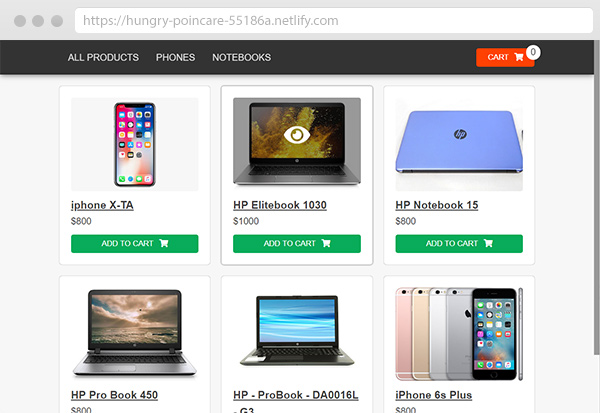 https://hungry-poincare-55186a.netlify.com
ALL PRODUCTS PHONES NOTEBOOKS CART 0
iphone X-TA HP Elitebook 1030 HP Notebook 15
$800 $1000 $800
ADD TO CART ADD TO CART ADD TO CART
HP Pro Book 450 HP - ProBook - DA0016L iPhone 6s Plus
$800 - G3 $800